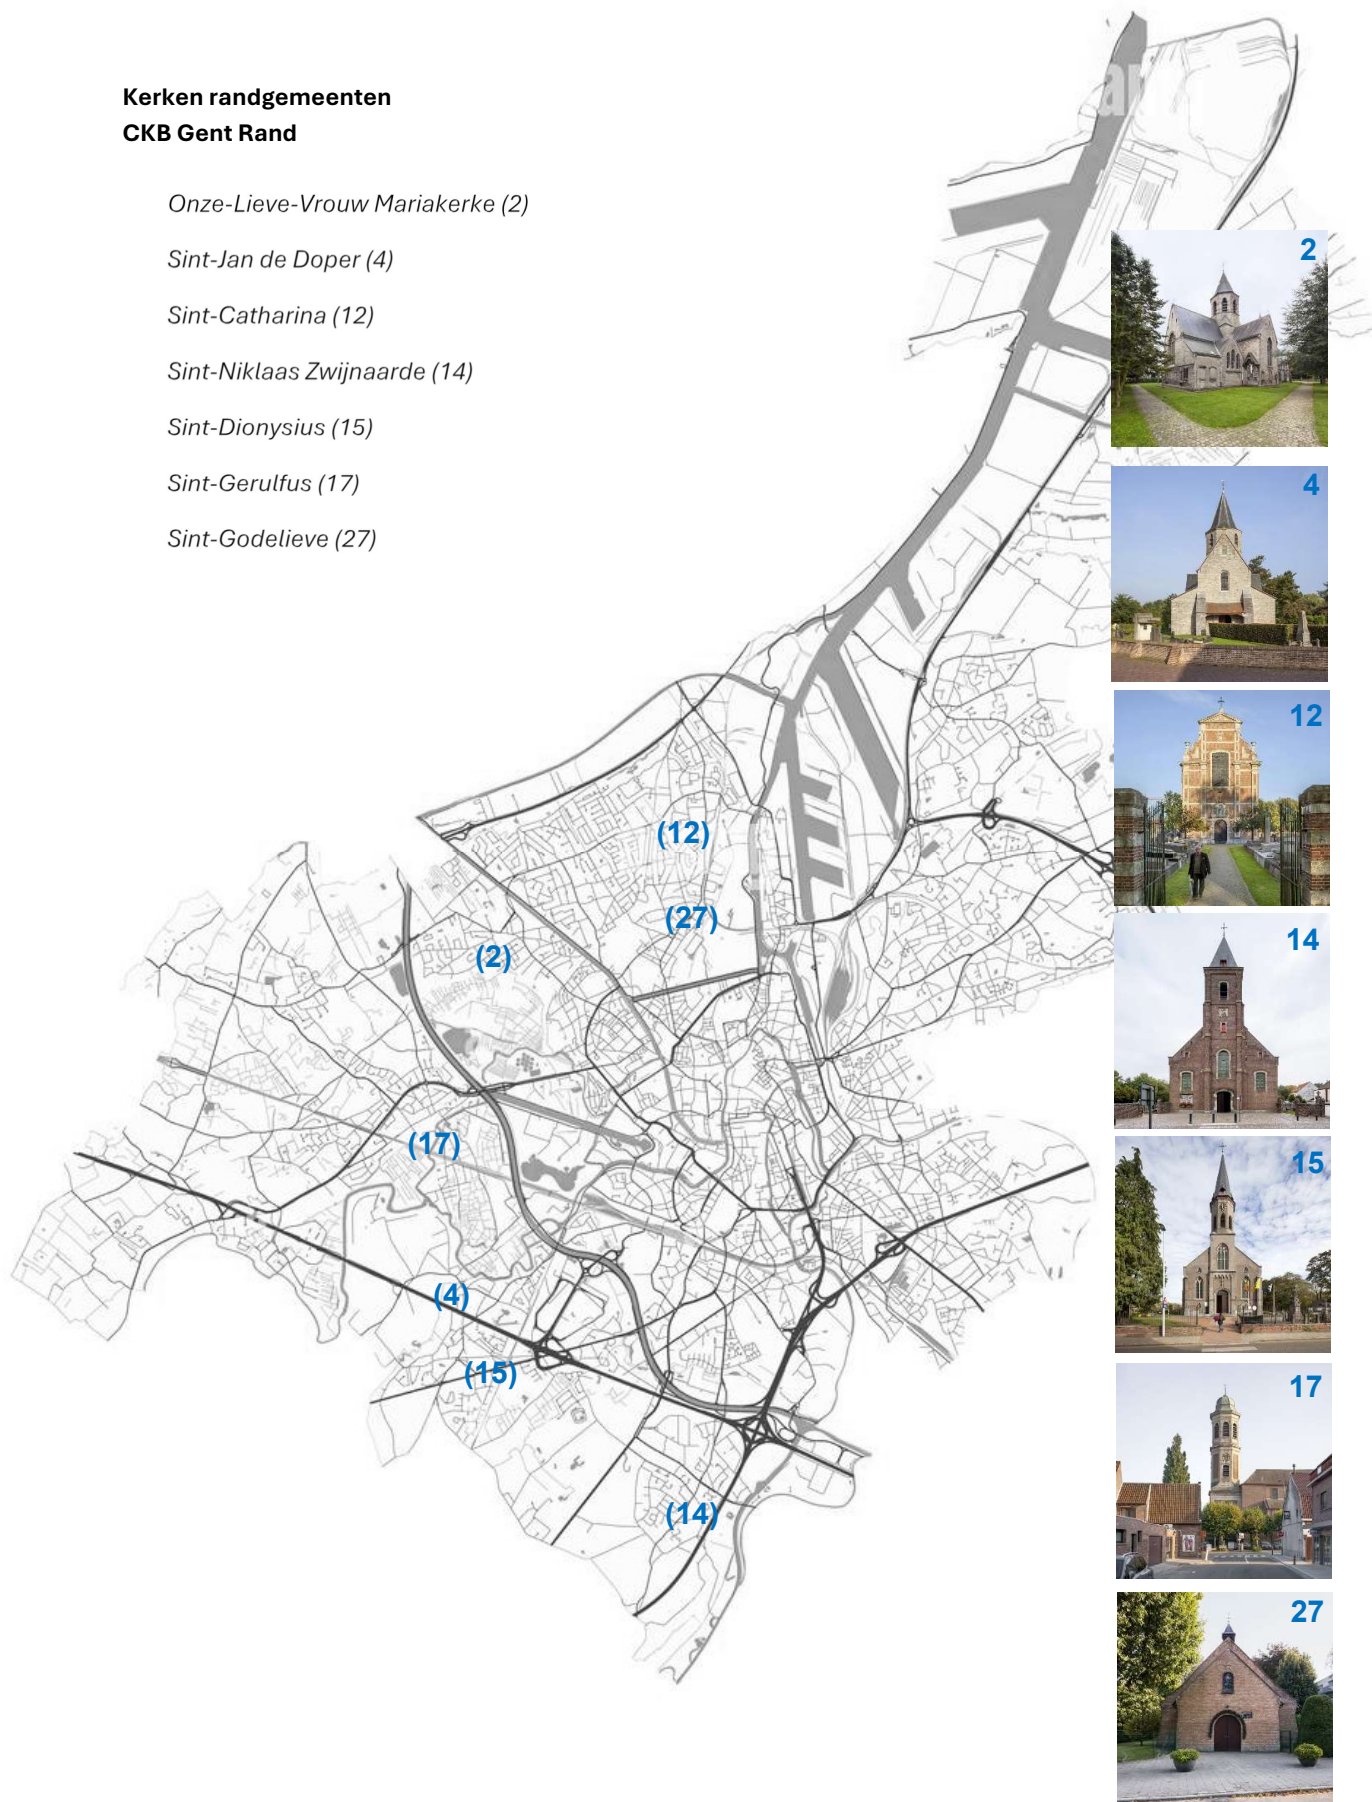 Kerken randgemeenten
CKB Gent Rand
Onze-Lieve-Vrouw Mariakerke (2)
Sint-Jan de Doper (4)
Sint-Catharina (12)
Sint-Niklaas Zwijnaarde (14)
Sint-Dionysius (15)
Sint-Gerulfus (17)
Sint-Godelieve (27)
2
4
12
(12)
(27)
14
(2)
(17)
15
(4)
(15)
17
(14)
27